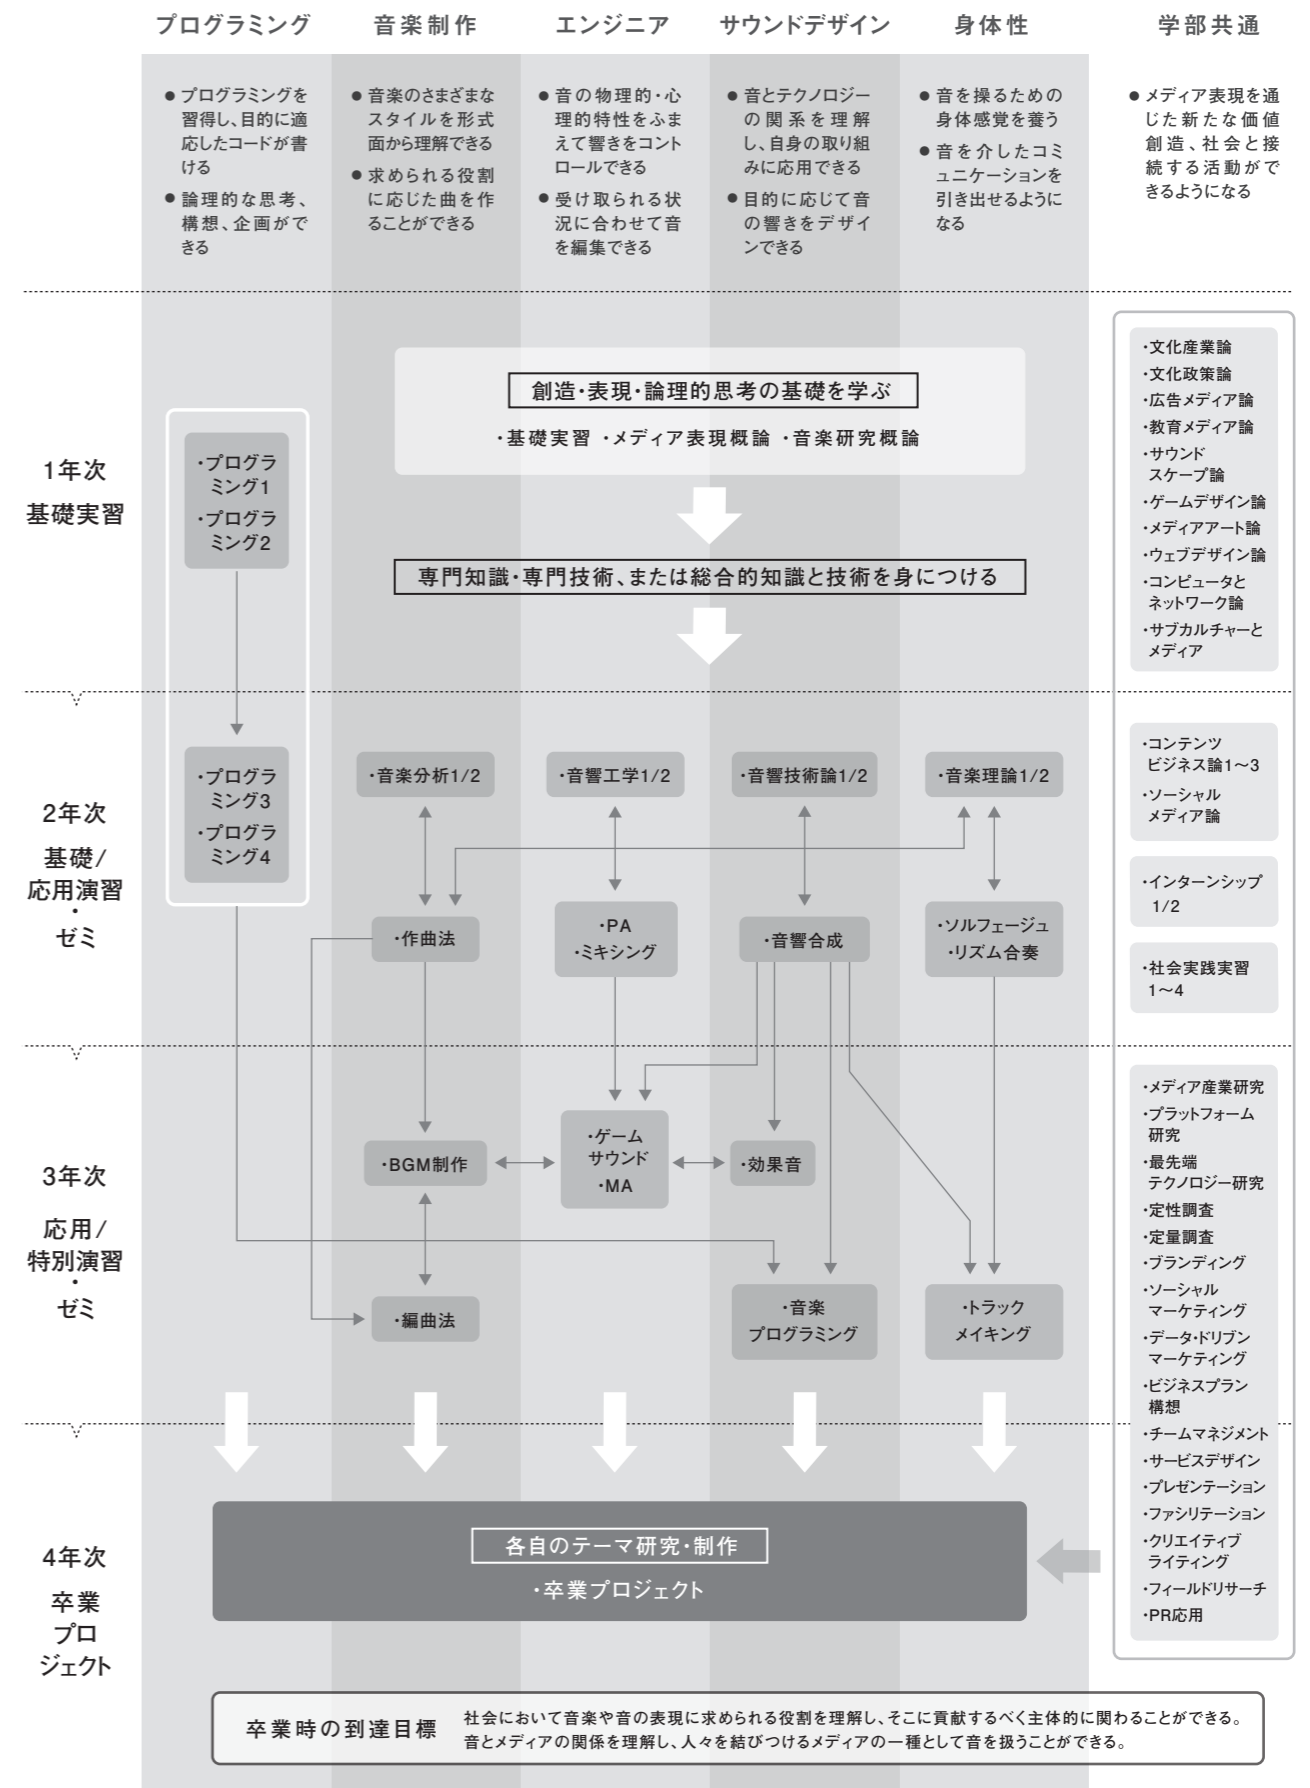 プログラミング
音楽制作
エンジニア
サウンドデザイン
身体性
学部共通
● プログラミングを
習得し、目的に適
応したコードが書
ける
● 論理的な思考、
構想、企画がで
きる
● 音楽のさまざまな
スタイルを形式
面から理解できる
● 求められる役割
に応じた曲を作
ることができる
● 音の物理的・心
理的特性をふま
えて響きをコント
ロールできる
● 受け取られる状
況に合わせて音
を編集できる
● 音とテクノロジー
の関係を理解
し、自身の取り組
みに応用できる
● 目的に応じて音
の響きをデザイ
ンできる
● 音を操るための
身体感覚を養う
● 音を介したコミ
ュニケーションを
引き出せるように
なる
● メディア表現を通
じた新たな価値
創造、社会と接
続する活動がで
きるようになる
1年次
基礎実習
・プログラ
ミング1
・プログラ
ミング2
創造・表現・論理的思考の基礎を学ぶ
・基礎実習 ・メディア表現概論 ・音楽研究概論
専門知識・専門技術、または総合的知識と技術を身につける
・文化産業論
・文化政策論
・広告メディア論
・教育メディア論
・サウンド
スケープ論
・ゲームデザイン論
・メディアアート論
・ウェブデザイン論
・コンピュータと
ネットワーク論
・サブカルチャーと
メディア
2年次
基礎/
応用演習
・
ゼミ
・プログラ
ミング3
・プログラ
ミング4
・音楽分析1/2
・音響工学1/2
・音響技術論1/2
・音楽理論1/2
・作曲法
・PA
・ミキシング
・音響合成
・ソルフェージュ
・リズム合奏
・コンテンツ
ビジネス論1〜3
・ソーシャル
メディア論
・インターンシップ
1/2
・社会実践実習
1〜4
3年次
応用/
特別演習
・
ゼミ
・BGM制作
・ゲーム
サウンド
・MA
・効果音
・編曲法
・音楽
プログラミング
・トラック
メイキング
・メディア産業研究
・プラットフォーム
研究
・最先端
テクノロジー研究
・定性調査
・定量調査
・ブランディング
・ソーシャル
マーケティング
・データ・ドリブン
マーケティング
・ビジネスプラン
構想
・チームマネジメント
・サービスデザイン
・プレゼンテーション
・ファシリテーション
・クリエイティブ
ライティング
・フィールドリサーチ
・PR応用
4年次
卒業
プロ
ジェクト
各自のテーマ研究・制作
・卒業プロジェクト
卒業時の到達目標
社会において音楽や音の表現に求められる役割を理解し、そこに貢献するべく主体的に関わることができる。
音とメディアの関係を理解し、人々を結びつけるメディアの一種として音を扱うことができる。